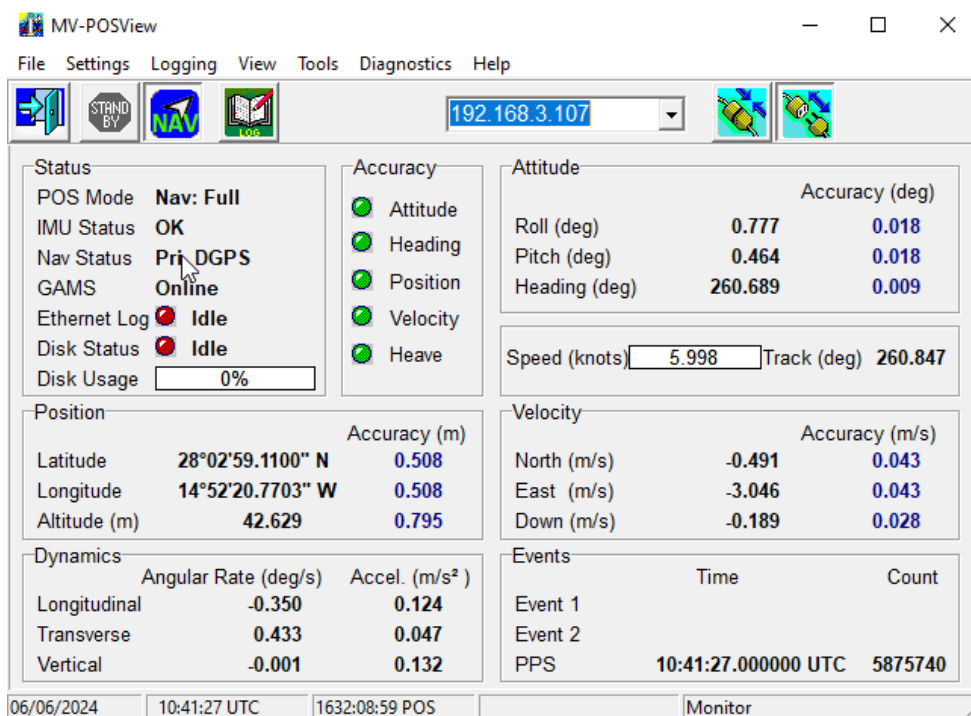 MV-POSView
File Settings Logging View Tools Diagnostics Help
STAND BY NAV LOG 192.168.3.107
Status
POS Mode Nav: Full
IMU Status OK
Nav Status Pri. DGPS
GAMS Online
Ethernet Log Idle
Disk Status Idle
Disk Usage 0%
Accuracy
Attitude
Heading
Position
Velocity
Heave
Attitude
Accuracy (deg)
Roll (deg) 0.777 0.018
Pitch (deg) 0.464 0.018
Heading (deg) 260.689 0.009
Speed (knots) 5.998 Track (deg) 260.847
Position
Accuracy (m)
Latitude 28°02'59.1100" N 0.508
Longitude 14°52'20.7703" W 0.508
Altitude (m) 42.629 0.795
Velocity
Accuracy (m/s)
North (m/s) -0.491 0.043
East (m/s) -3.046 0.043
Down (m/s) -0.189 0.028
Dynamics
Angular Rate (deg/s) Accel. (m/s²)
Longitudinal -0.350 0.124
Transverse 0.433 0.047
Vertical -0.001 0.132
Events
Time Count
Event 1
Event 2
PPS 10:41:27.000000 UTC 5875740
06/06/2024 10:41:27 UTC 1632:08:59 POS Monitor